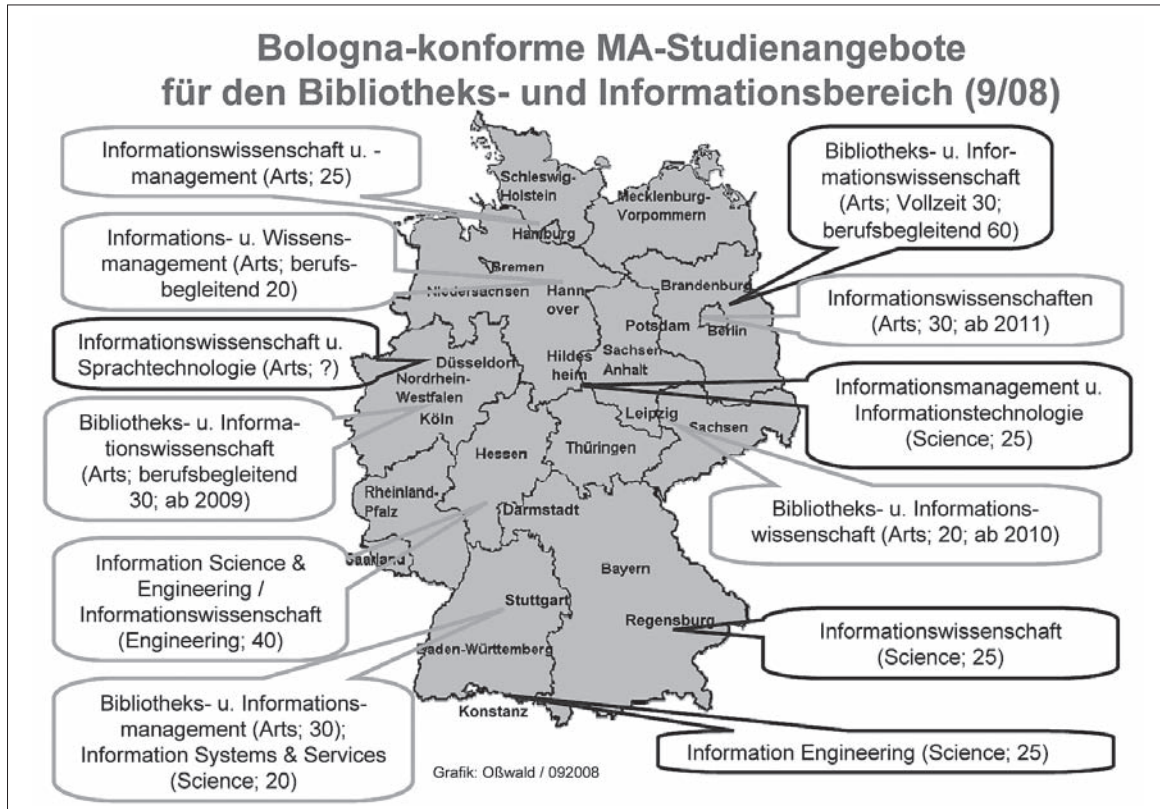 Bologna-konforme MA-Studienangebote
für den Bibliotheks- und Informationsbereich (9/08)
Informationswissenschaft u. -
management (Arts; 25)
Informations- u. Wissens-
management (Arts; berufs-
begleitend 20)
Informationswissenschaft u.
Sprachtechnologie (Arts; ?)
Bibliotheks- u. Informa-
tionswissenschaft
(Arts; berufsbegleitend
30; ab 2009)
Information Science &
Engineering /
Informationswissenschaft
(Engineering; 40)
Bibliotheks- u. Informations-
management (Arts; 30);
Information Systems & Services
(Science; 20)
Schleswig-
Holstein
Mecklenburg-
Vorpommern
Hamburg
Bremen
Niedersachsen
Hann
over
Brandenburg
Potsdam
Berlin
Sachsen
Anhalt
Hildes
heim
Düsseldorf
Nordrhein-
Westfalen
Köln
Leipzig
Sachsen
Thüringen
Hessen
Rheinland-
Pfalz
Darmstadt
Saarland
Bayern
Stuttgart
Regensburg
Baden-Württemberg
Konstanz
Bibliotheks- u. Infor-
mationswissenschaft
(Arts; Vollzeit 30;
berufsbegleitend 60)
Informationswissenschaften
(Arts; 30; ab 2011)
Informationsmanagement u.
Informationstechnologie
(Science; 25)
Bibliotheks- u. Informations-
wissenschaft (Arts; 20; ab 2010)
Informationswissenschaft
(Science; 25)
Information Engineering (Science; 25)
Grafik: Oßwald / 092008